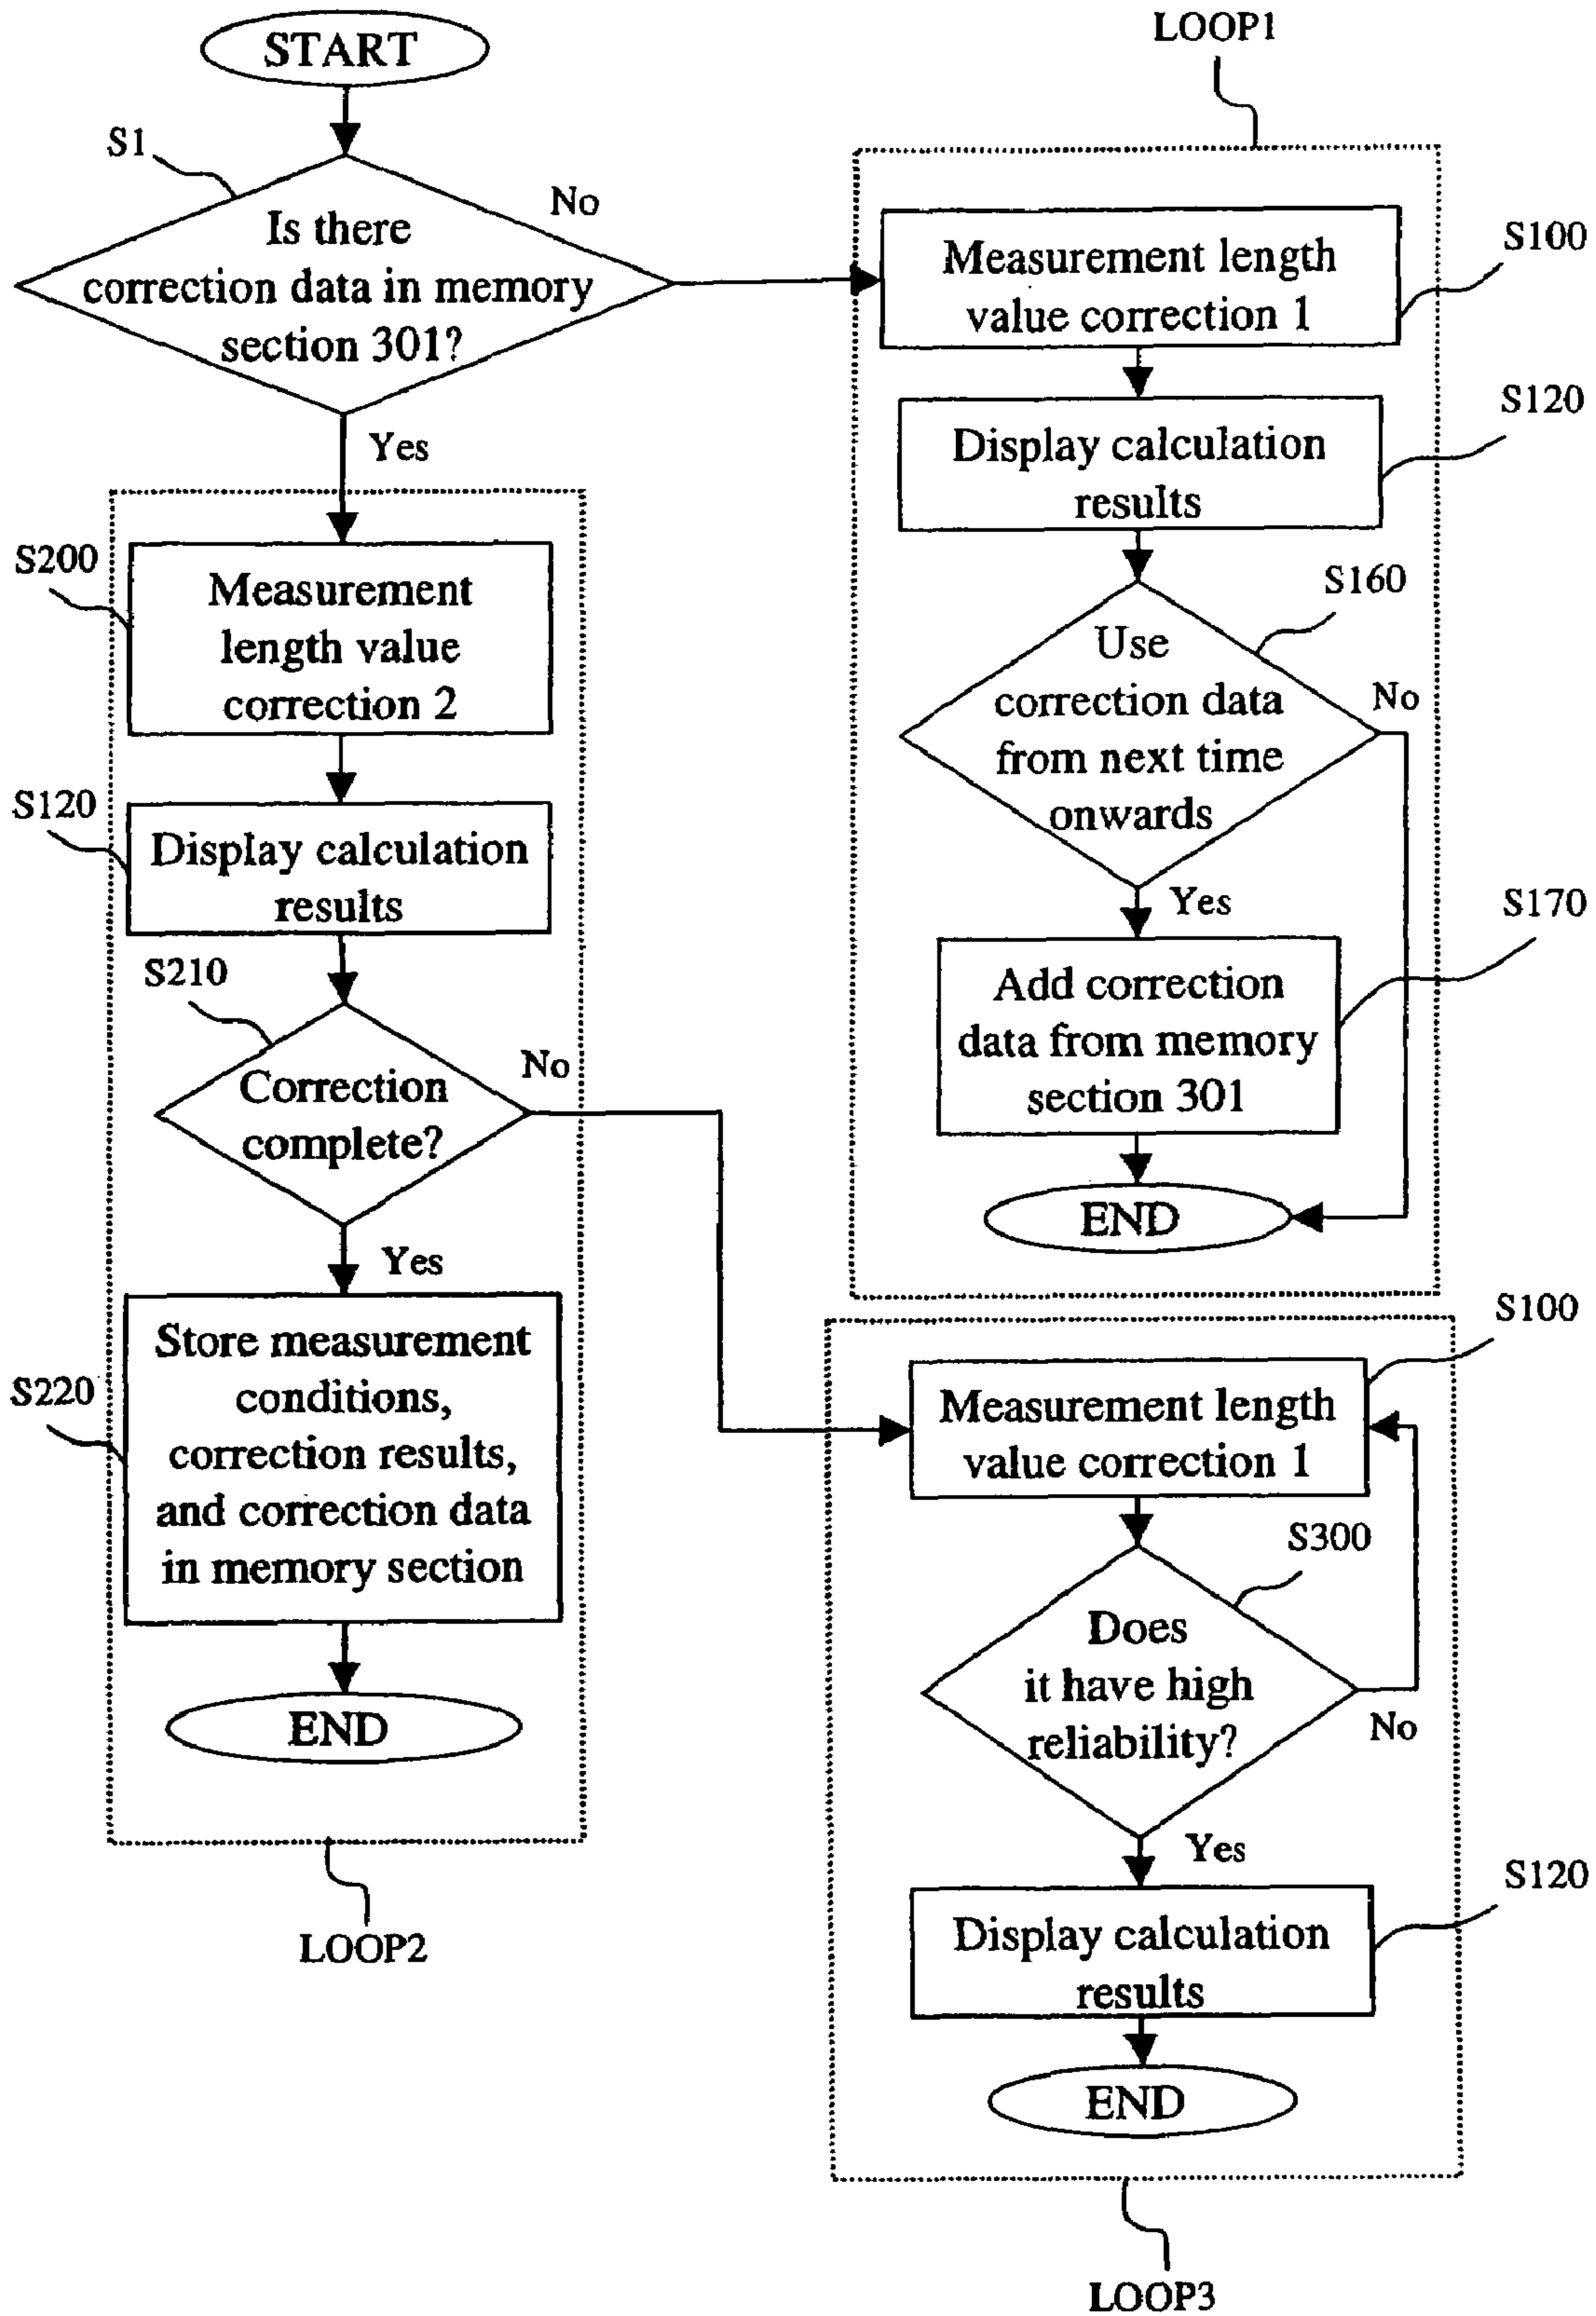 START
S1
Is there
correction data in memory
section 301?
No
Yes
LOOP1
Measurement length
value correction 1
S100
Display calculation
results
S120
S160
Use
correction data
from next time
onwards
No
Yes
S170
Add correction
data from memory
section 301
END
S200
Measurement
length value
correction 2
S120
Display calculation
results
S210
Correction
complete?
No
Yes
S220
Store measurement
conditions,
correction results,
and correction data
in memory section
END
LOOP2
S100
Measurement length
value correction 1
S300
Does
it have high
reliability?
No
Yes
S120
Display calculation
results
END
LOOP3